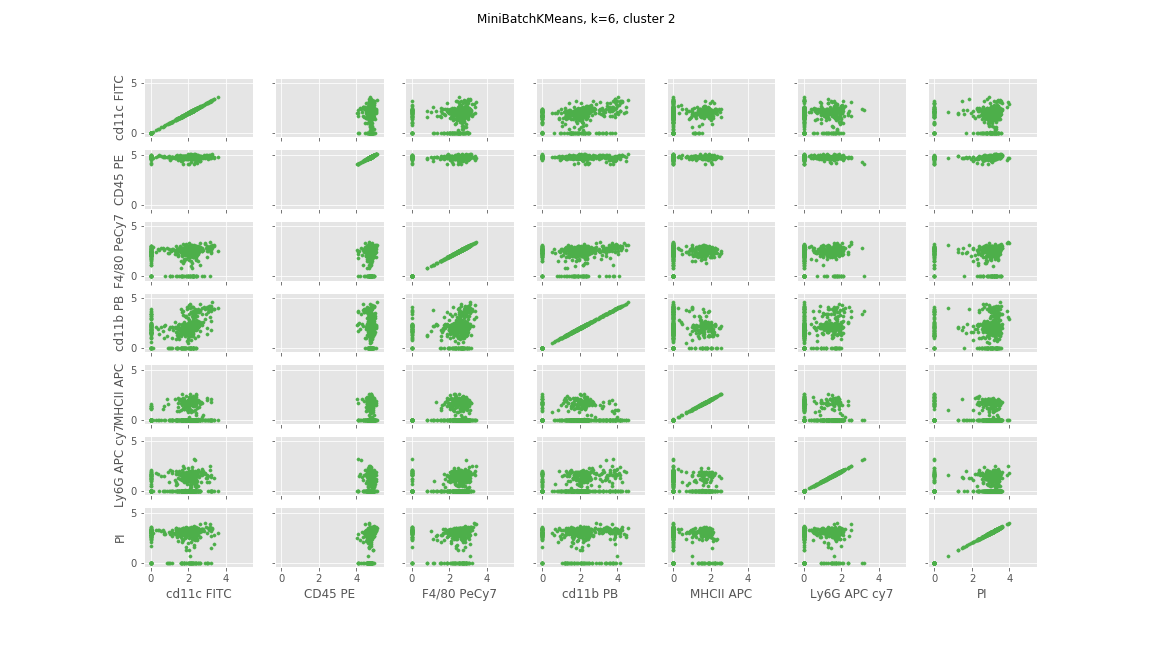 MiniBatchKMeans, k=6, cluster 2
cd11c FITC
5
0
CD45 PE
5
0
F4/80 PeCy7
5
0
cd11b PB
5
0
MHCII APC
5
0
Ly6G APC cy7
5
0
PI
5
0
0 2 4 0 2 4 0 2 4 0 2 4 0 2 4 0 2 4 0 2 4
cd11c FITC CD45 PE F4/80 PeCy7 cd11b PB MHCII APC Ly6G APC cy7 PI